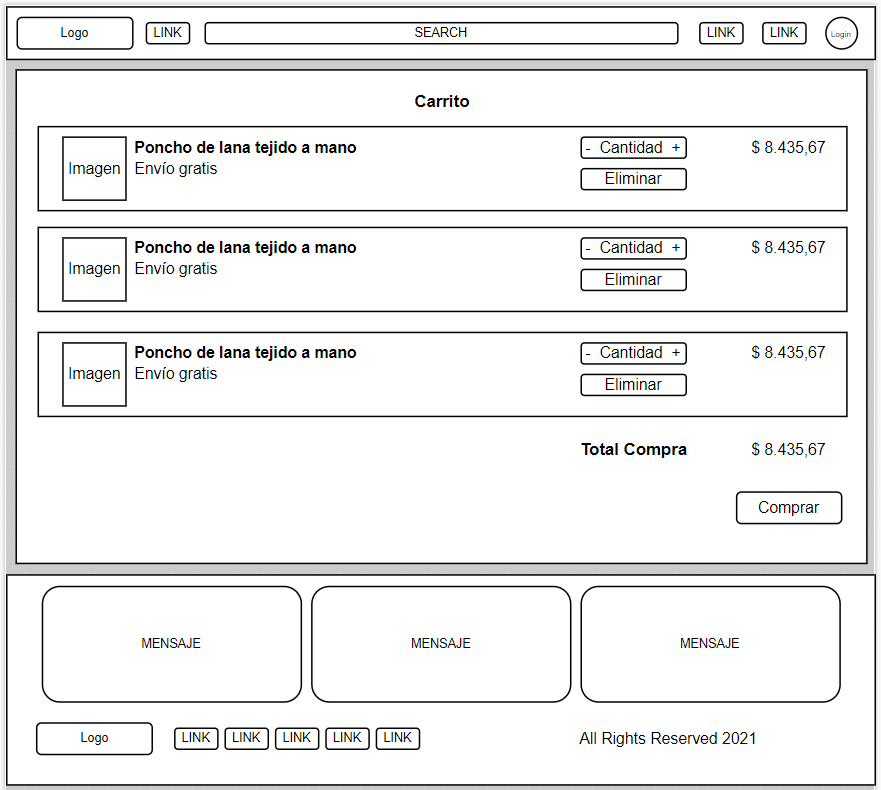 Logo LINK SEARCH LINK LINK Login
Carrito
Imagen Poncho de lana tejido a mano - Cantidad + $ 8.435,67
Envío gratis Eliminar
Imagen Poncho de lana tejido a mano - Cantidad + $ 8.435,67
Envío gratis Eliminar
Imagen Poncho de lana tejido a mano - Cantidad + $ 8.435,67
Envío gratis Eliminar
Total Compra $ 8.435,67
Comprar
MENSAJE MENSAJE MENSAJE
Logo LINK LINK LINK LINK LINK All Rights Reserved 2021